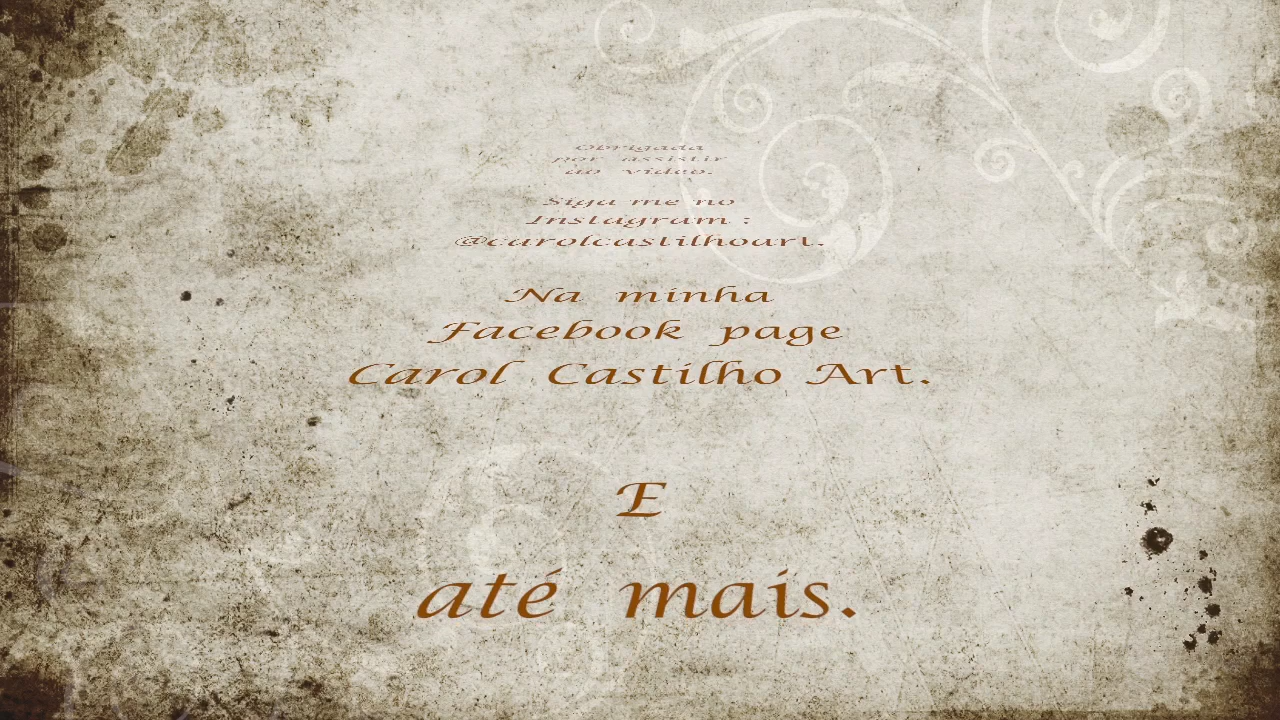 Obrigada
por assistir
ao vídeo.
Siga me no
Instagram :
@carolcastilhoart.
Na minha
Facebook page
Carol Castilho Art.
E
até mais.